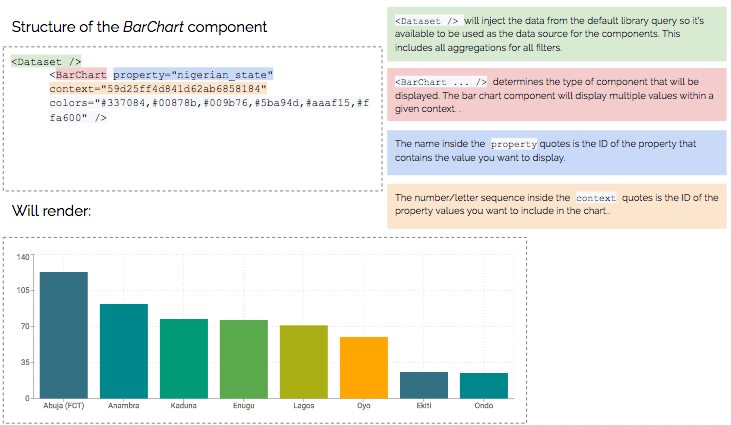 Structure of the BarChart component
<Dataset />
<BarChart property="nigerian_state"
context="59d25ff4d841d62ab6858184"
colors="#337084,#00878b,#009b76,#5ba94d,#aaaf15,#f
fa600" />
<Dataset /> will inject the data from the default library query so it's
available to be used as the data source for the components. This
includes all aggregations for all filters.
<BarChart ... /> determines the type of component that will be
displayed. The bar chart component will display multiple values within a
given context. .
The name inside the property quotes is the ID of the property that
contains the value you want to display.
The number/letter sequence inside the context quotes is the ID of the
property values you want to include in the chart..
Will render:
140
105
70
35
0
Abuja (FCT) Anambra Kaduna Enugu Lagos Oyo Ekiti Ondo